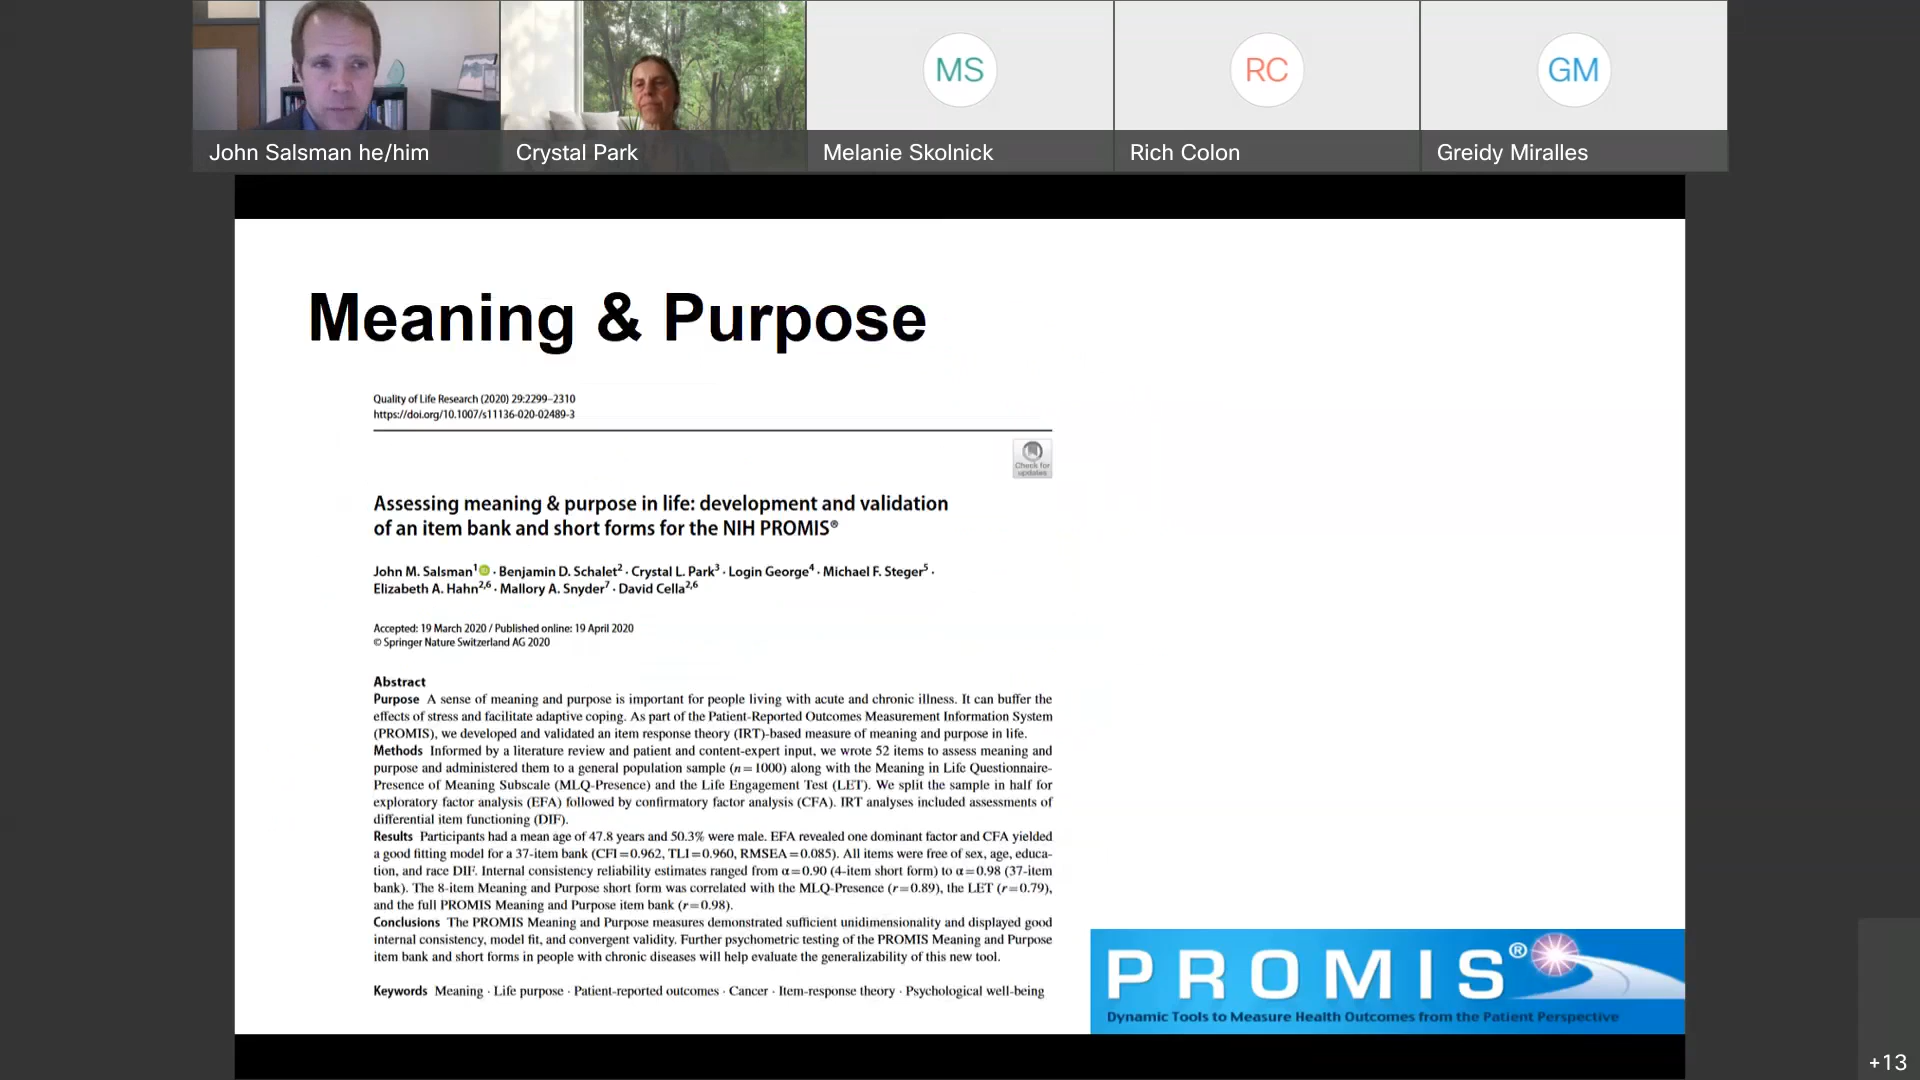 MS
RC
GM
John Salsman he/him
Crystal Park
Melanie Skolnick
Rich Colon
Greidy Miralles
Meaning & Purpose
Quality of Life Research (2020) 29:2299–2310
https://doi.org/10.1007/s11136-020-02489-3
Check for
updates
Assessing meaning & purpose in life: development and validation
of an item bank and short forms for the NIH PROMIS®
John M. Salsman1 · Benjamin D. Schalet2 · Crystal L. Park3 · Login George4 · Michael F. Steger5 ·
Elizabeth A. Hahn2,6 · Mallory A. Snyder7 · David Cella2,6
Accepted: 19 March 2020 / Published online: 19 April 2020
© Springer Nature Switzerland AG 2020
Abstract
Purpose A sense of meaning and purpose is important for people living with acute and chronic illness. It can buffer the
effects of stress and facilitate adaptive coping. As part of the Patient-Reported Outcomes Measurement Information System
(PROMIS), we developed and validated an item response theory (IRT)-based measure of meaning and purpose in life.
Methods Informed by a literature review and patient and content-expert input, we wrote 52 items to assess meaning and
purpose and administered them to a general population sample (n = 1000) along with the Meaning in Life Questionnaire-
Presence of Meaning Subscale (MLQ-Presence) and the Life Engagement Test (LET). We split the sample in half for
exploratory factor analysis (EFA) followed by confirmatory factor analysis (CFA). IRT analyses included assessments of
differential item functioning (DIF).
Results Participants had a mean age of 47.8 years and 50.3% were male. EFA revealed one dominant factor and CFA yielded
a good fitting model for a 37-item bank (CFI = 0.962, TLI = 0.960, RMSEA = 0.085). All items were free of sex, age, educa-
tion, and race DIF. Internal consistency reliability estimates ranged from α = 0.90 (4-item short form) to α = 0.98 (37-item
bank). The 8-item Meaning and Purpose short form was correlated with the MLQ-Presence (r = 0.89), the LET (r = 0.79),
and the full PROMIS Meaning and Purpose item bank (r = 0.98).
Conclusions The PROMIS Meaning and Purpose measures demonstrated sufficient unidimensionality and displayed good
internal consistency, model fit, and convergent validity. Further psychometric testing of the PROMIS Meaning and Purpose
item bank and short forms in people with chronic diseases will help evaluate the generalizability of this new tool.
Keywords Meaning · Life purpose · Patient-reported outcomes · Cancer · Item-response theory · Psychological well-being
PROMIS®
Dynamic Tools to Measure Health Outcomes from the Patient Perspective
+13